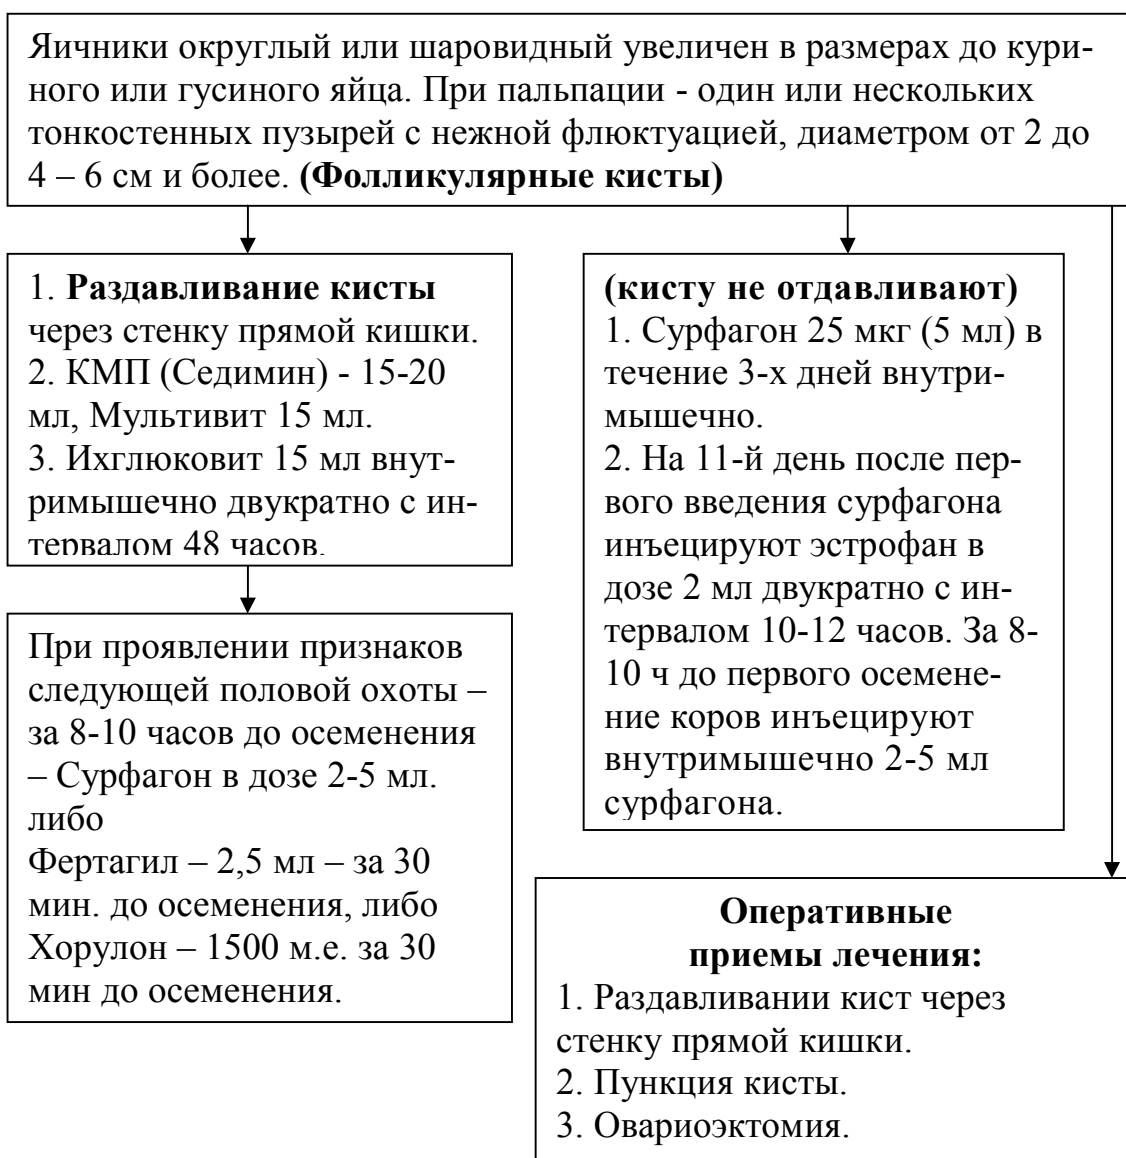 Яичники округлый или шаровидный увеличен в размерах до кури-
ного или гусиного яйца. При пальпации - один или нескольких
тонкостенных пузырей с нежной флюктуацией, диаметром от 2 до
4 – 6 см и более. (Фолликулярные кисты)
1. Раздавливание кисты
через стенку прямой кишки.
2. КМП (Седимин) - 15-20
мл, Мультивит 15 мл.
3. Ихглюковит 15 мл внут-
римышечно двукратно с ин-
тервалом 48 часов.
При проявлении признаков
следующей половой охоты –
за 8-10 часов до осеменения
– Сурфагон в дозе 2-5 мл.
либо
Фертагил – 2,5 мл – за 30
мин. до осеменения, либо
Хорулон – 1500 м.е. за 30
мин до осеменения.
(кисту не отдавливают)
1. Сурфагон 25 мкг (5 мл) в
течение 3-х дней внутри-
мышечно.
2. На 11-й день после пер-
вого введения сурфагона
инъецируют эстрофан в
дозе 2 мл двукратно с ин-
тервалом 10-12 часов. За 8-
10 ч до первого осемене-
ние коров инъецируют
внутримышечно 2-5 мл
сурфагона.
Оперативные
приемы лечения:
1. Раздавливании кист через
стенку прямой кишки.
2. Пункция кисты.
3. Овариоэктомия.